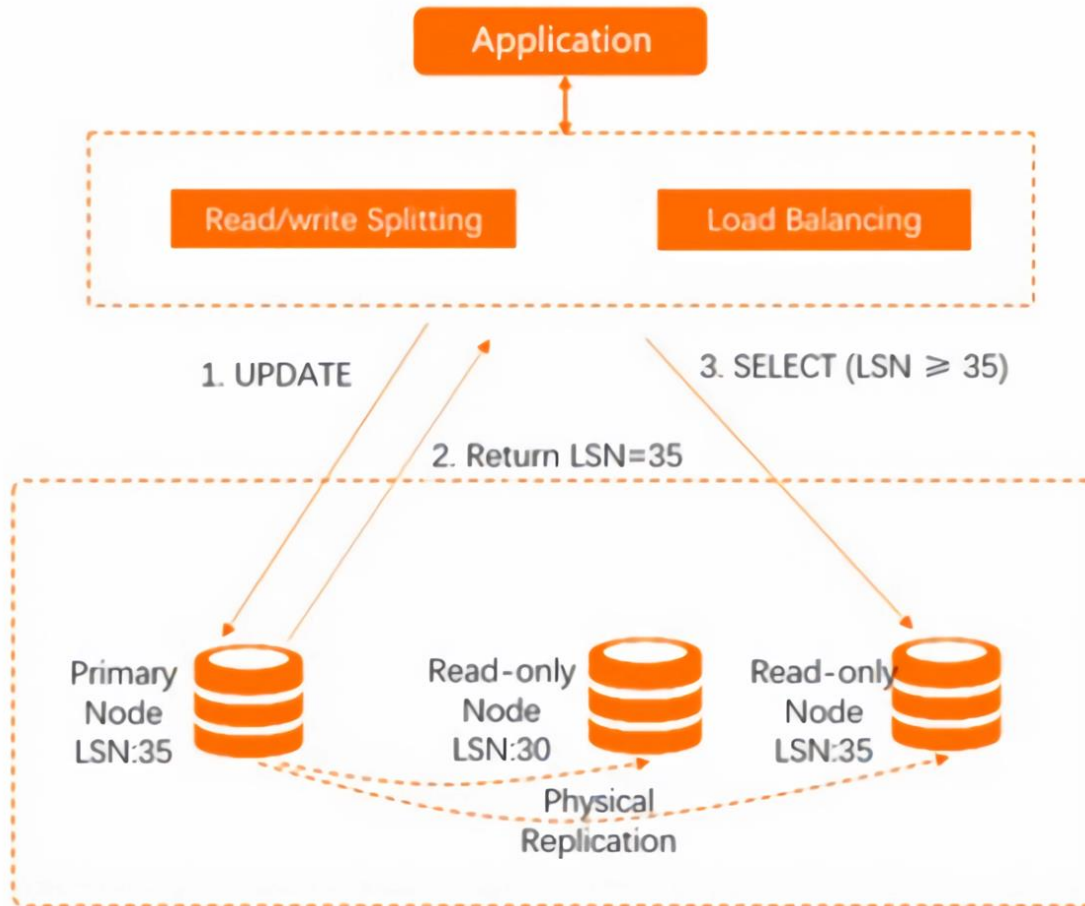 Application
Read/write Splitting
Load Balancing
1. UPDATE
3. SELECT (LSN ⩾ 35)
2. Return LSN=35
Primary
Node
LSN:35
Read-only
Node
LSN:30
Read-only
Node
LSN:35
Physical
Replication